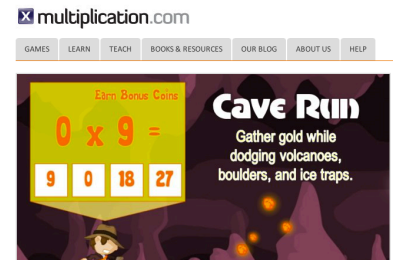 x multiplication.com
GAMES LEARN TEACH BOOKS & RESOURCES OUR BLOG ABOUT US HELP
Earn Bonus Coins
0 x 9 =
9 0 18 27
Cave Run
Gather gold while
dodging volcanoes,
boulders, and ice traps.